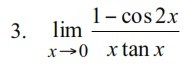 3. lim x→0 (1 − cos 2x)/(x tan x)